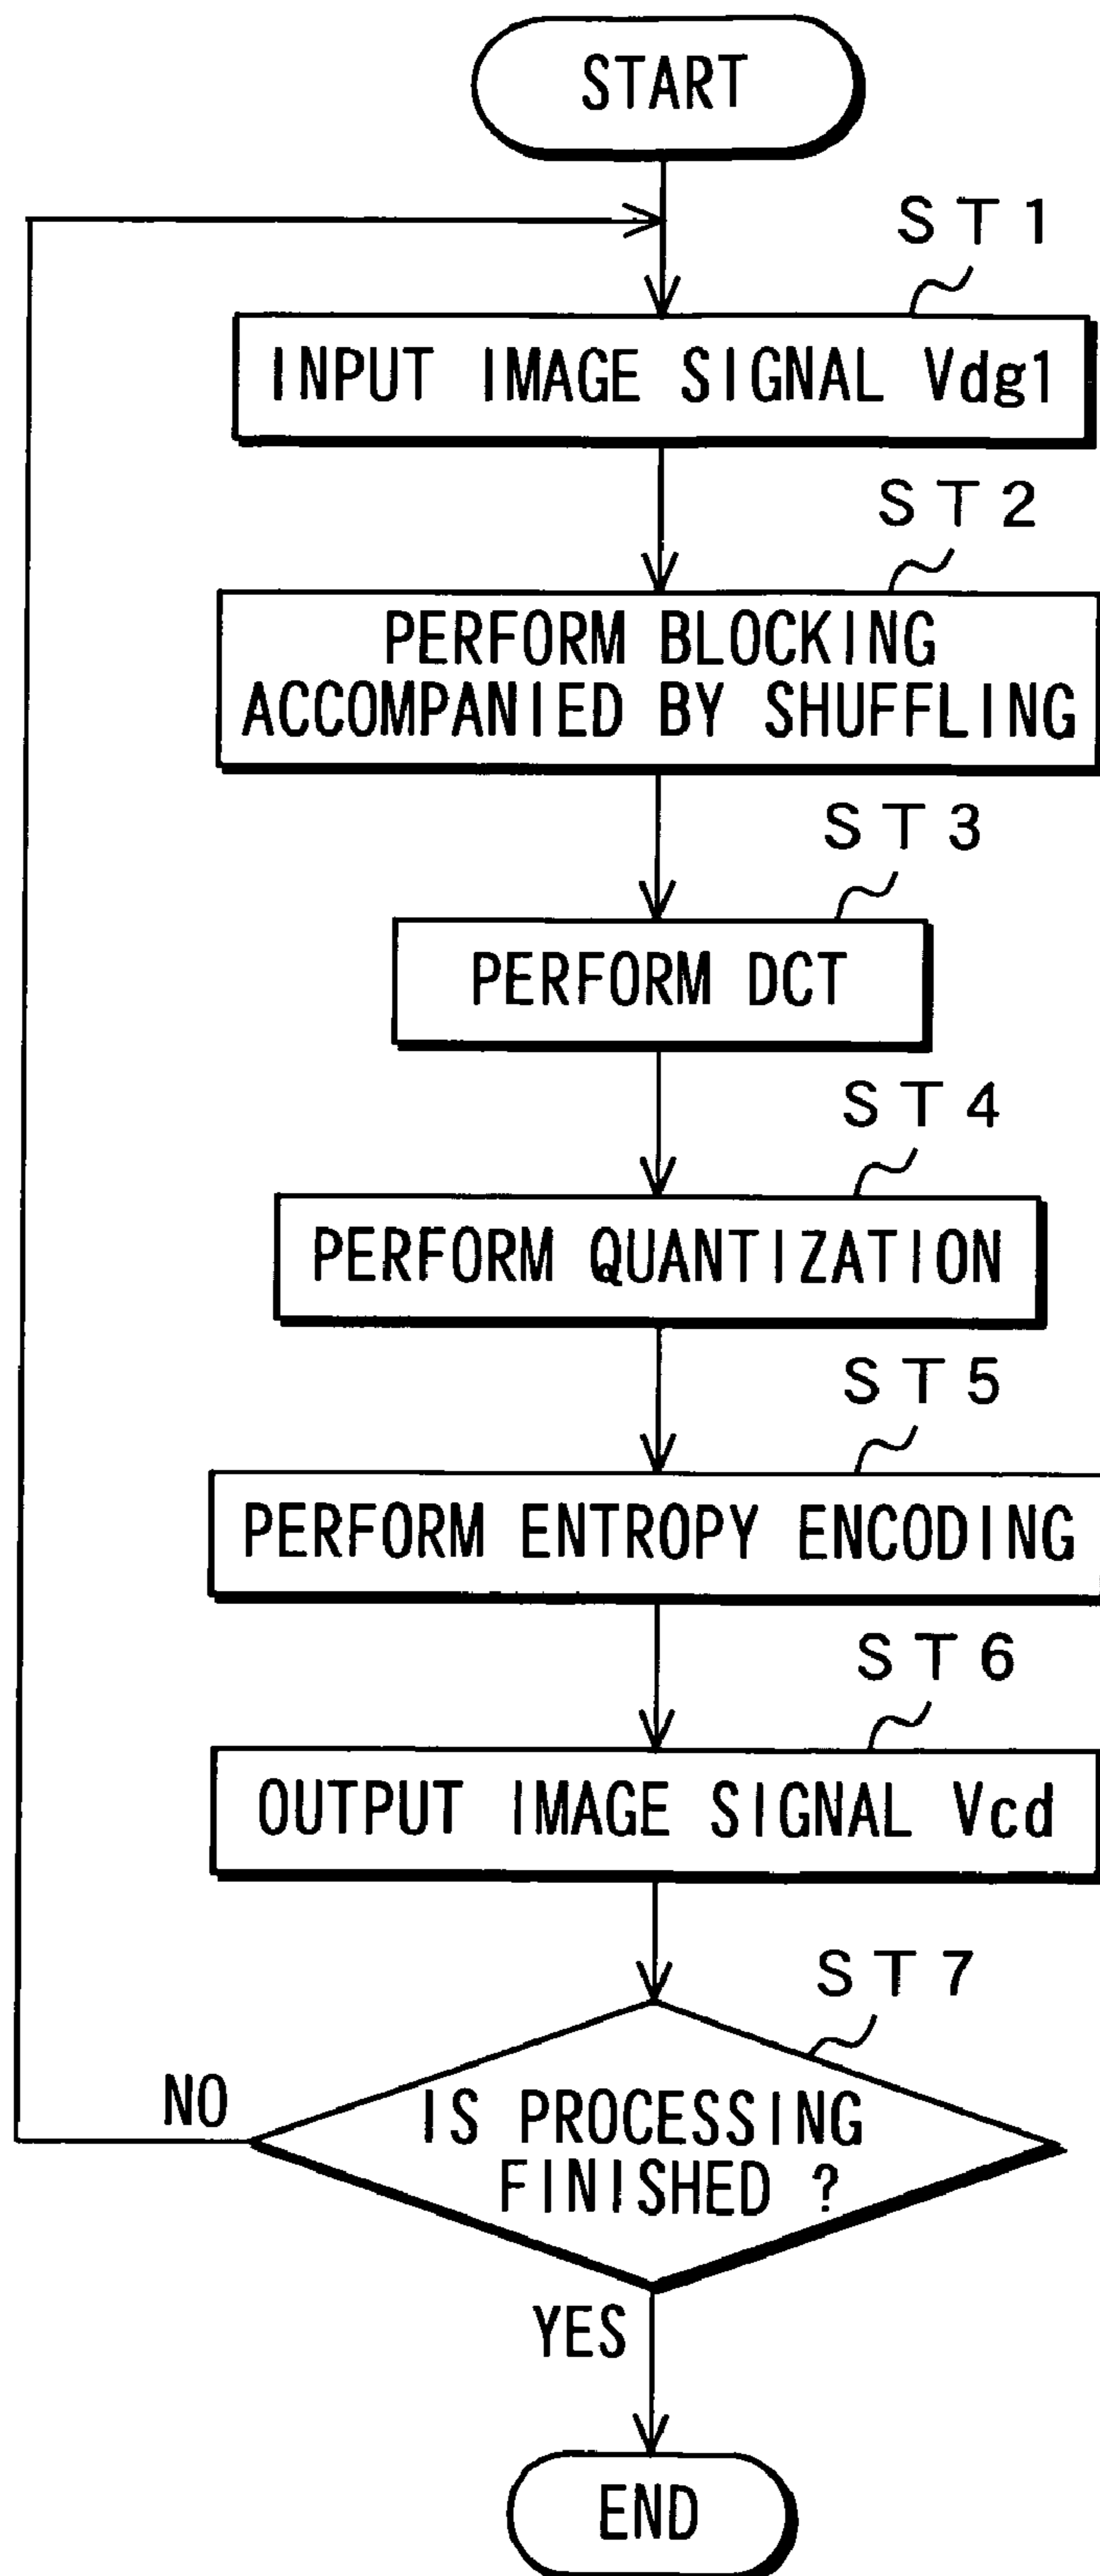 START
ST1
INPUT IMAGE SIGNAL Vdg1
ST2
PERFORM BLOCKING
ACCOMPANIED BY SHUFFLING
ST3
PERFORM DCT
ST4
PERFORM QUANTIZATION
ST5
PERFORM ENTROPY ENCODING
ST6
OUTPUT IMAGE SIGNAL Vcd
ST7
NO
IS PROCESSING
FINISHED ?
YES
END